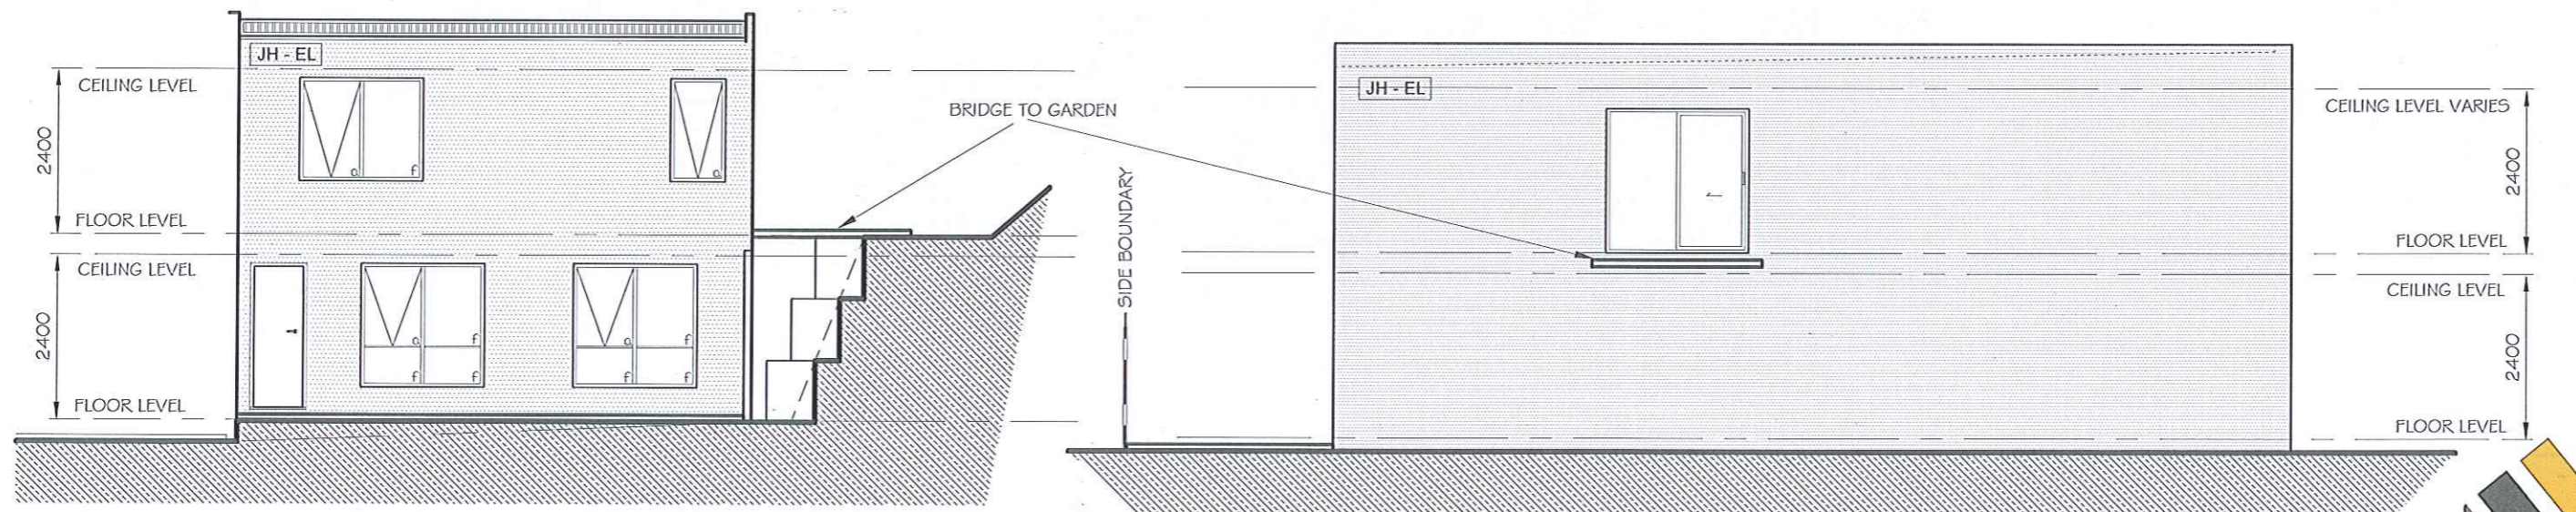 JH - EL
CEILING LEVEL
2400
FLOOR LEVEL
CEILING LEVEL
2400
FLOOR LEVEL
a
f
a
a
f
f
f
a
f
f
f
BRIDGE TO GARDEN
SIDE BOUNDARY
JH - EL
CEILING LEVEL VARIES
2400
FLOOR LEVEL
CEILING LEVEL
2400
FLOOR LEVEL